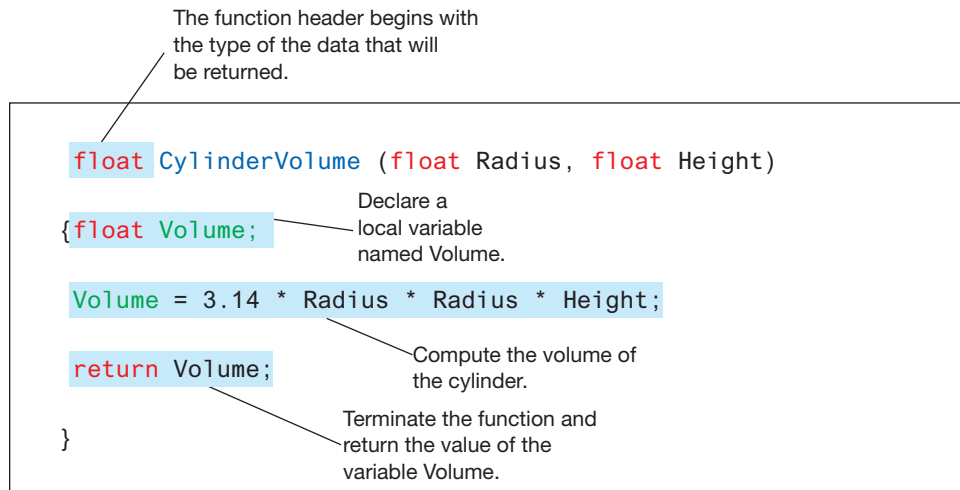 The function header begins with
the type of the data that will
be returned.
float CylinderVolume (float Radius, float Height)
Declare a
local variable
named Volume.
{float Volume;
Volume = 3.14 * Radius * Radius * Height;
Compute the volume of
the cylinder.
return Volume;
Terminate the function and
return the value of the
variable Volume.
}